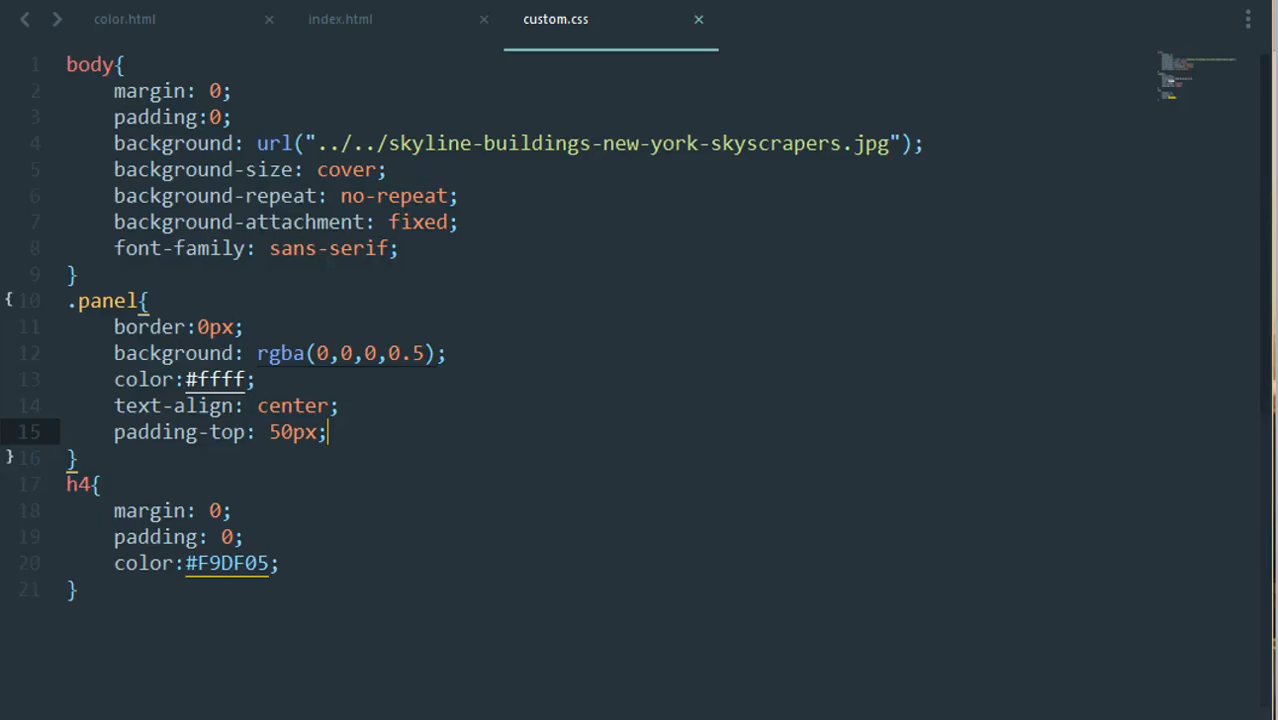 color.html × index.html × custom.css ×
1 body{
2 margin: 0;
3 padding:0;
4 background: url("../../skyline-buildings-new-york-skyscrapers.jpg");
5 background-size: cover;
6 background-repeat: no-repeat;
7 background-attachment: fixed;
8 font-family: sans-serif;
9 }
{ 10 .panel{
11 border:0px;
12 background: rgba(0,0,0,0.5);
13 color:#ffff;
14 text-align: center;
15 padding-top: 50px;
} 16 }
17 h4{
18 margin: 0;
19 padding: 0;
20 color:#F9DF05;
21 }